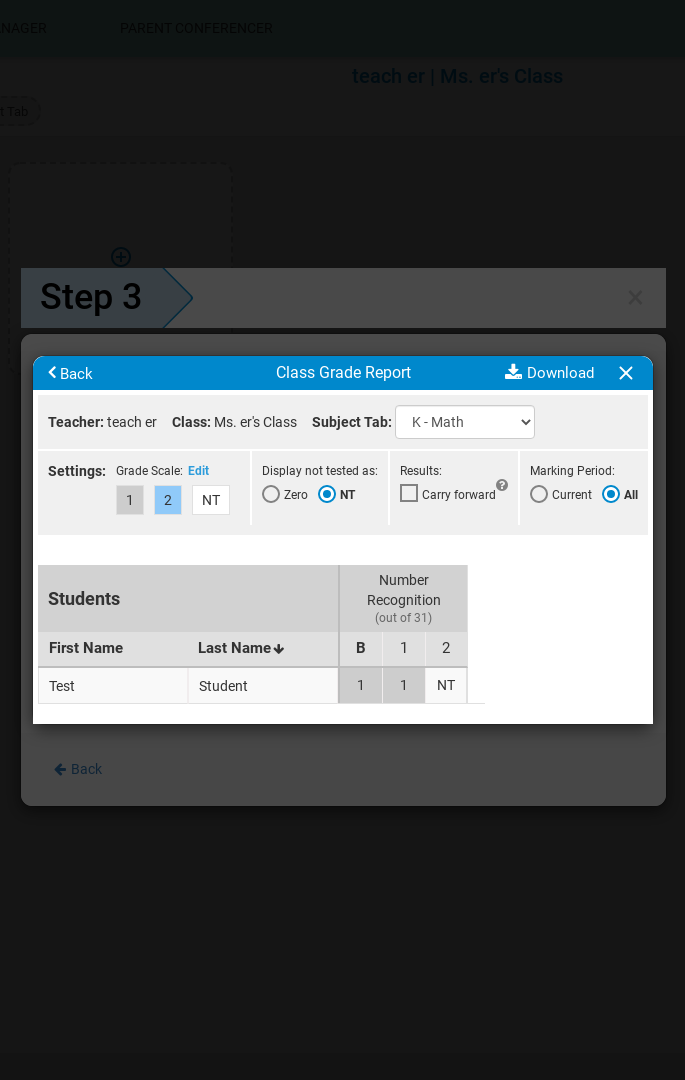 NAGER PARENT CONFERENCER
teach er | Ms. er's Class
t Tab
Step 3
Back Class Grade Report Download
Teacher: teach er Class: Ms. er's Class Subject Tab: K - Math
Settings: Grade Scale: Edit Display not tested as: Results: Marking Period:
1 2 NT Zero NT Carry forward ? Current All
Students Number
Recognition
(out of 31)
First Name Last Name B 1 2
Test Student 1 1 NT
Back